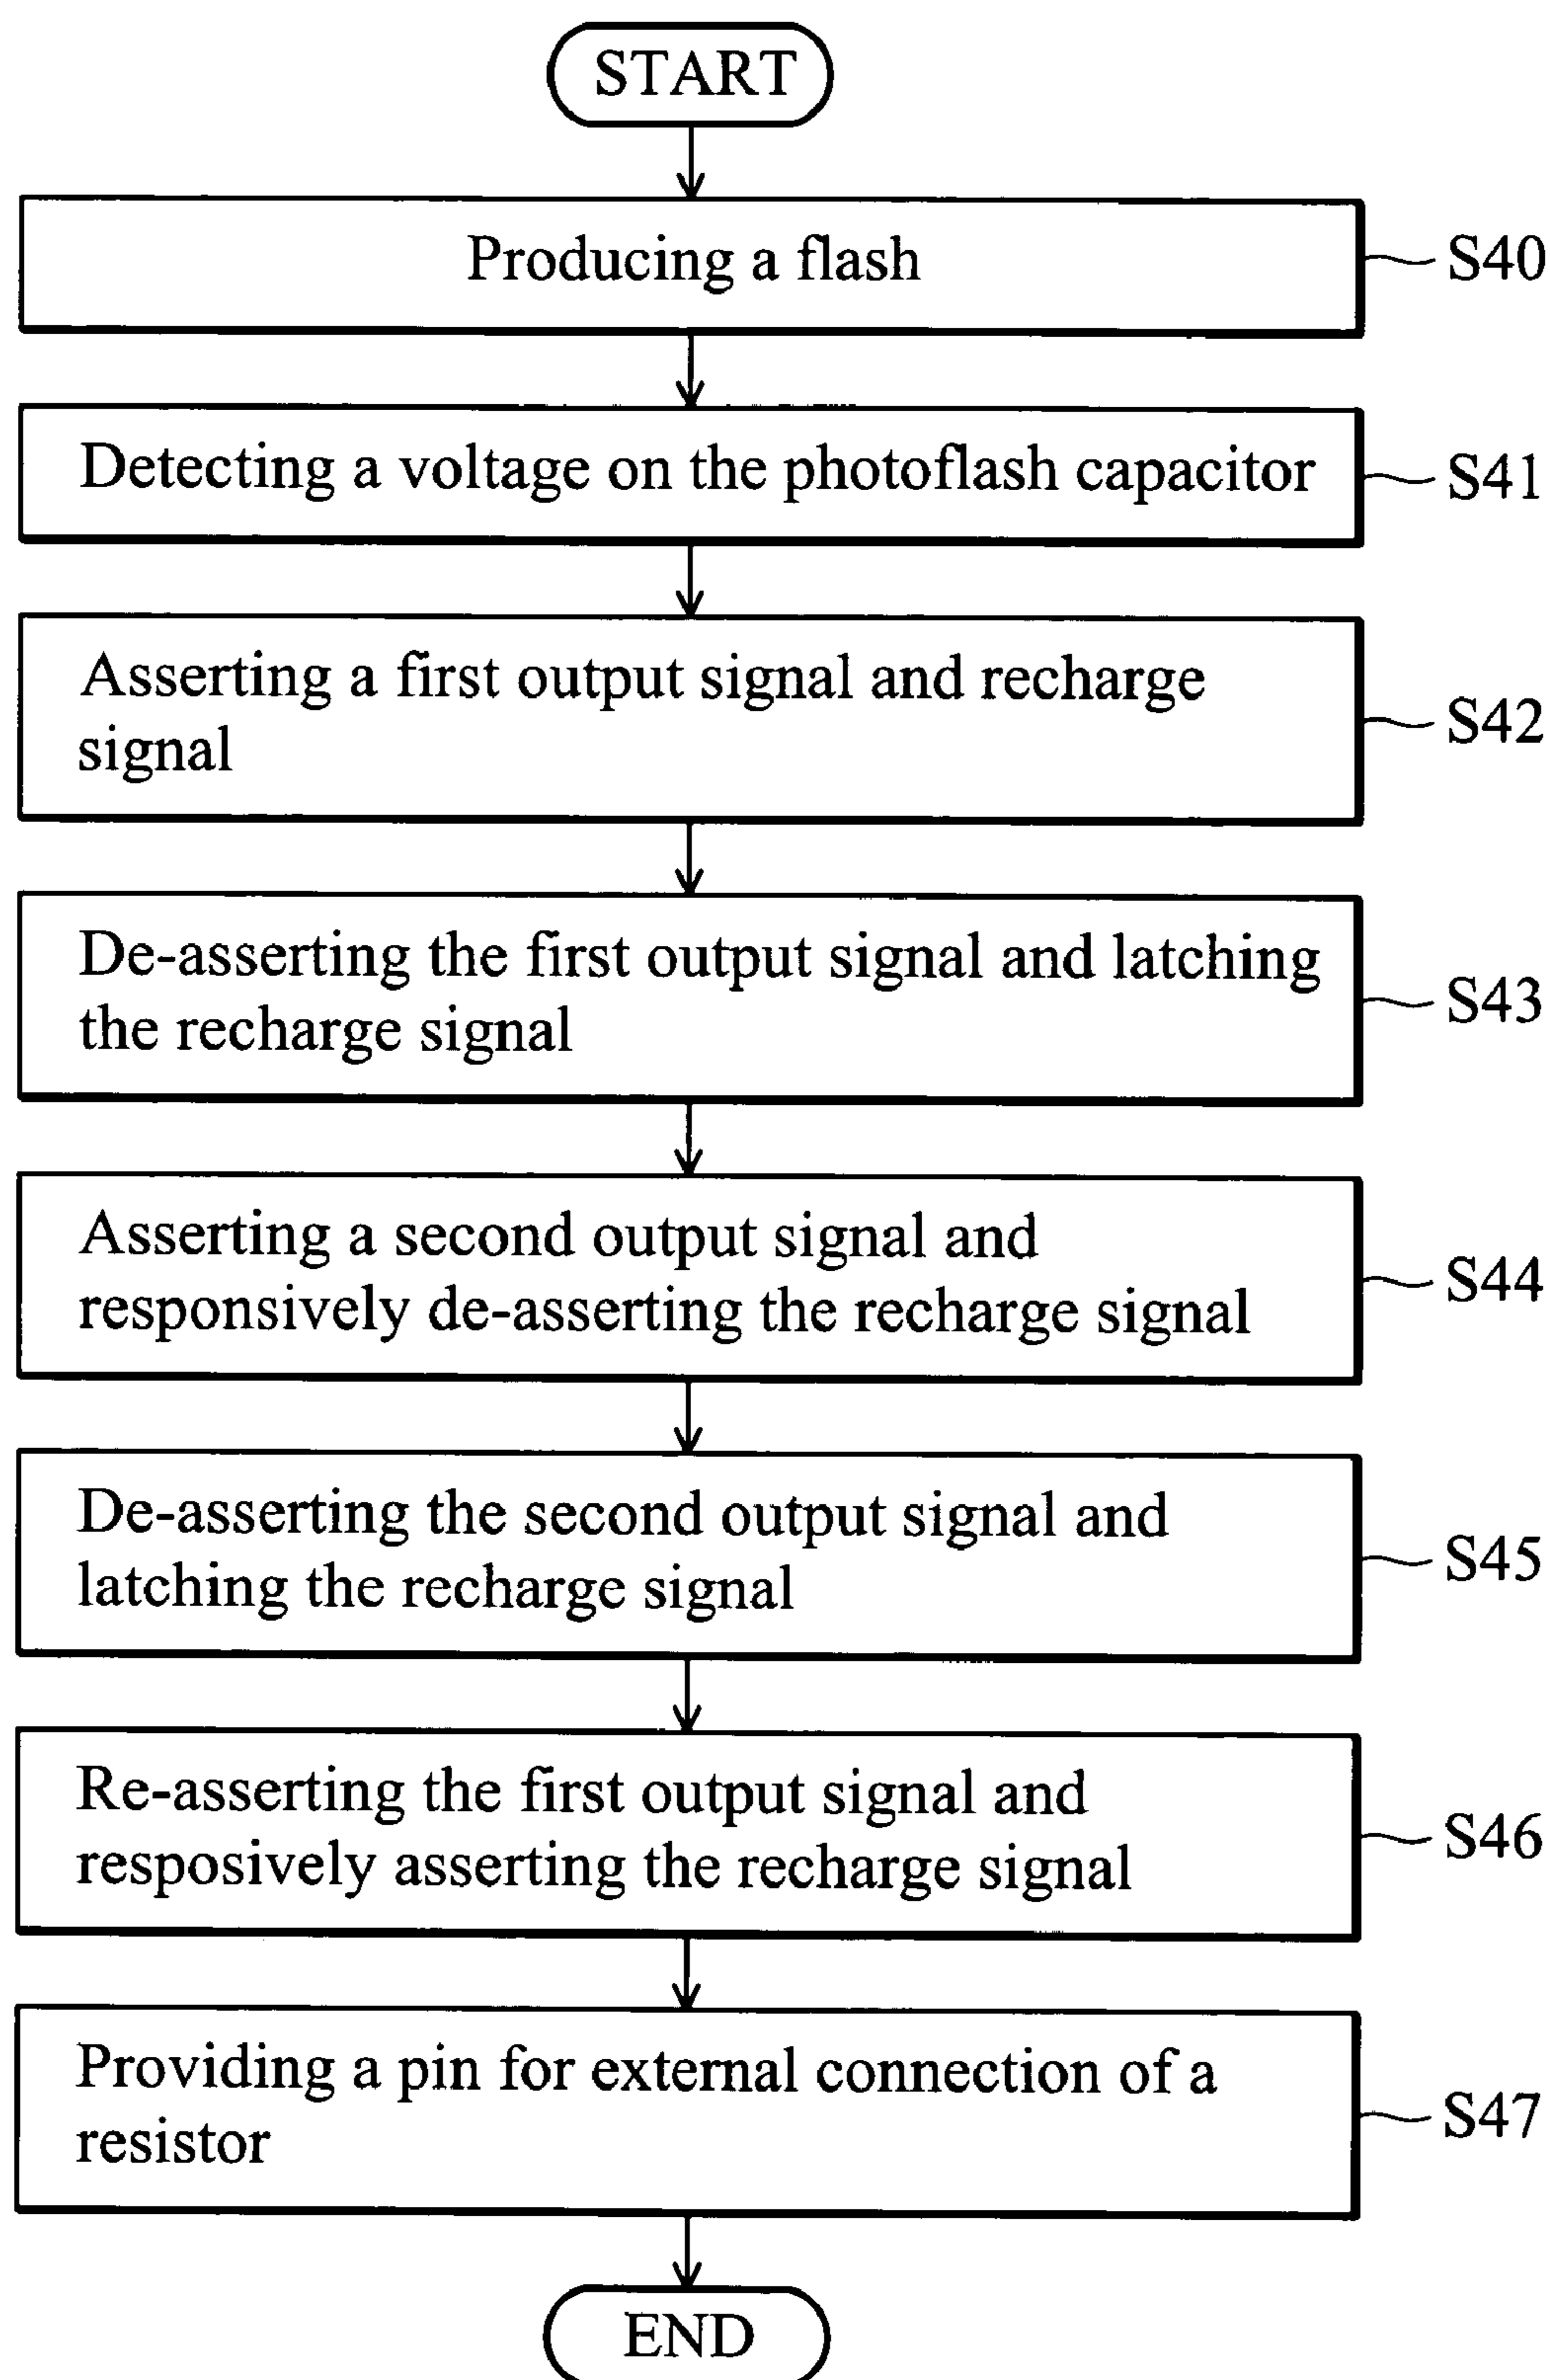 START
Producing a flash
S40
Detecting a voltage on the photoflash capacitor
S41
Asserting a first output signal and recharge
signal
S42
De-asserting the first output signal and latching
the recharge signal
S43
Asserting a second output signal and
responsively de-asserting the recharge signal
S44
De-asserting the second output signal and
latching the recharge signal
S45
Re-asserting the first output signal and
resposively asserting the recharge signal
S46
Providing a pin for external connection of a
resistor
S47
END